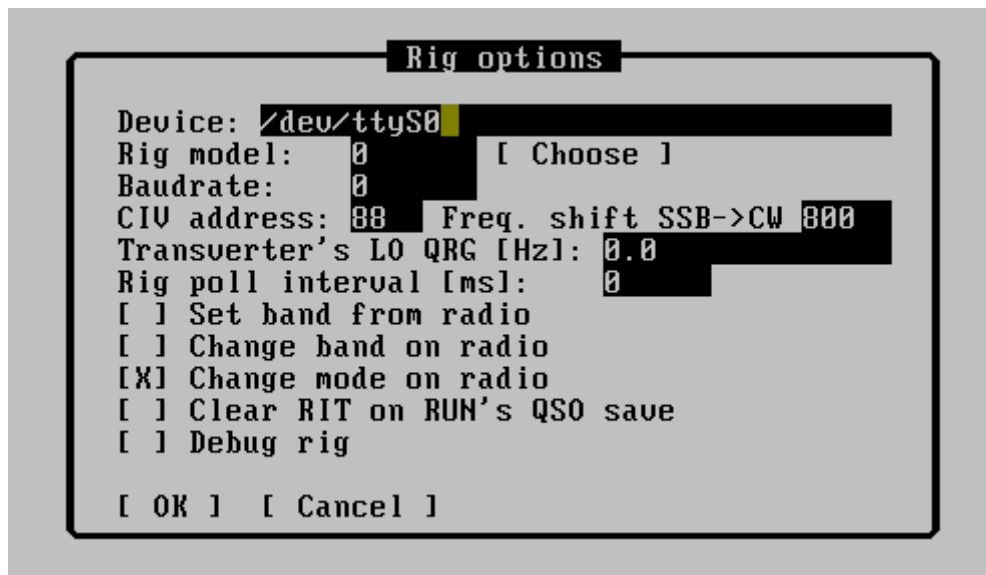 Rig options
Device: /dev/ttyS0
Rig model: 0 [ Choose ]
Baudrate: 0
CIV address: 88 Freq. shift SSB->CW 800
Transverter's LO QRG [Hz]: 0.0
Rig poll interval [ms]: 0
[ ] Set band from radio
[ ] Change band on radio
[X] Change mode on radio
[ ] Clear RIT on RUN's QSO save
[ ] Debug rig
[ OK ] [ Cancel ]